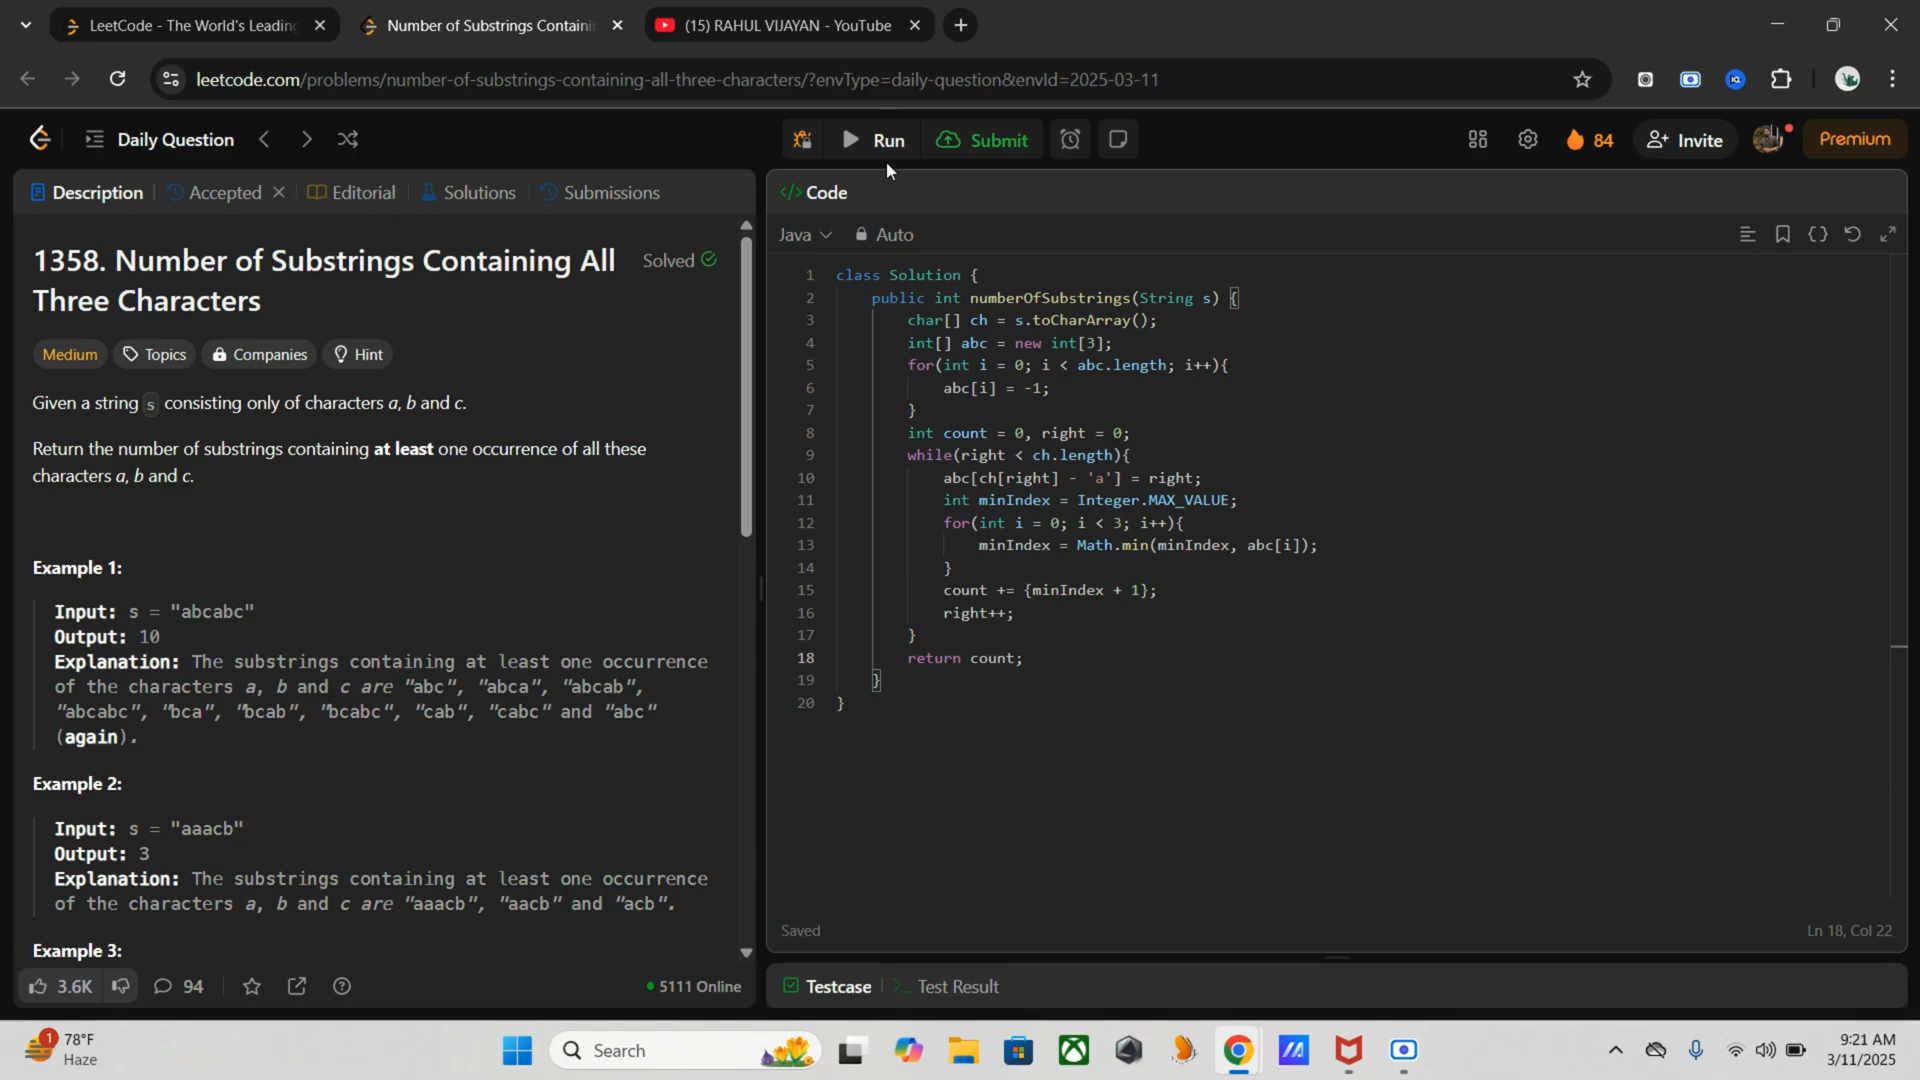 LeetCode - The World's Leading
Number of Substrings Containi
(15) RAHUL VIJAYAN - YouTube
leetcode.com/problems/number-of-substrings-containing-all-three-characters/?envType=daily-question&envId=2025-03-11
Daily Question
Run
Submit
84
Invite
Premium
Description
Accepted
Editorial
Solutions
Submissions
1358. Number of Substrings Containing All
Three Characters
Solved
Medium
Topics
Companies
Hint
Given a string s consisting only of characters a, b and c.
Return the number of substrings containing at least one occurrence of all these
characters a, b and c.
Example 1:
Input: s = "abcabc"
Output: 10
Explanation: The substrings containing at least one occurrence
of the characters a, b and c are "abc", "abca", "abcab",
"abcabc", "bca", "bcab", "bcabc", "cab", "cabc" and "abc"
(again).
Example 2:
Input: s = "aaacb"
Output: 3
Explanation: The substrings containing at least one occurrence
of the characters a, b and c are "aaacb", "aacb" and "acb".
Example 3:
3.6K
94
5111 Online
</> Code
Java
Auto
1 class Solution {
2 public int numberOfSubstrings(String s) {
3 char[] ch = s.toCharArray();
4 int[] abc = new int[3];
5 for(int i = 0; i < abc.length; i++){
6 abc[i] = -1;
7 }
8 int count = 0, right = 0;
9 while(right < ch.length){
10 abc[ch[right] - 'a'] = right;
11 int minIndex = Integer.MAX_VALUE;
12 for(int i = 0; i < 3; i++){
13 minIndex = Math.min(minIndex, abc[i]);
14 }
15 count += {minIndex + 1};
16 right++;
17 }
18 return count;
19 }
20 }
Saved
Ln 18, Col 22
Testcase
Test Result
1
78°F
Haze
Search
9:21 AM
3/11/2025